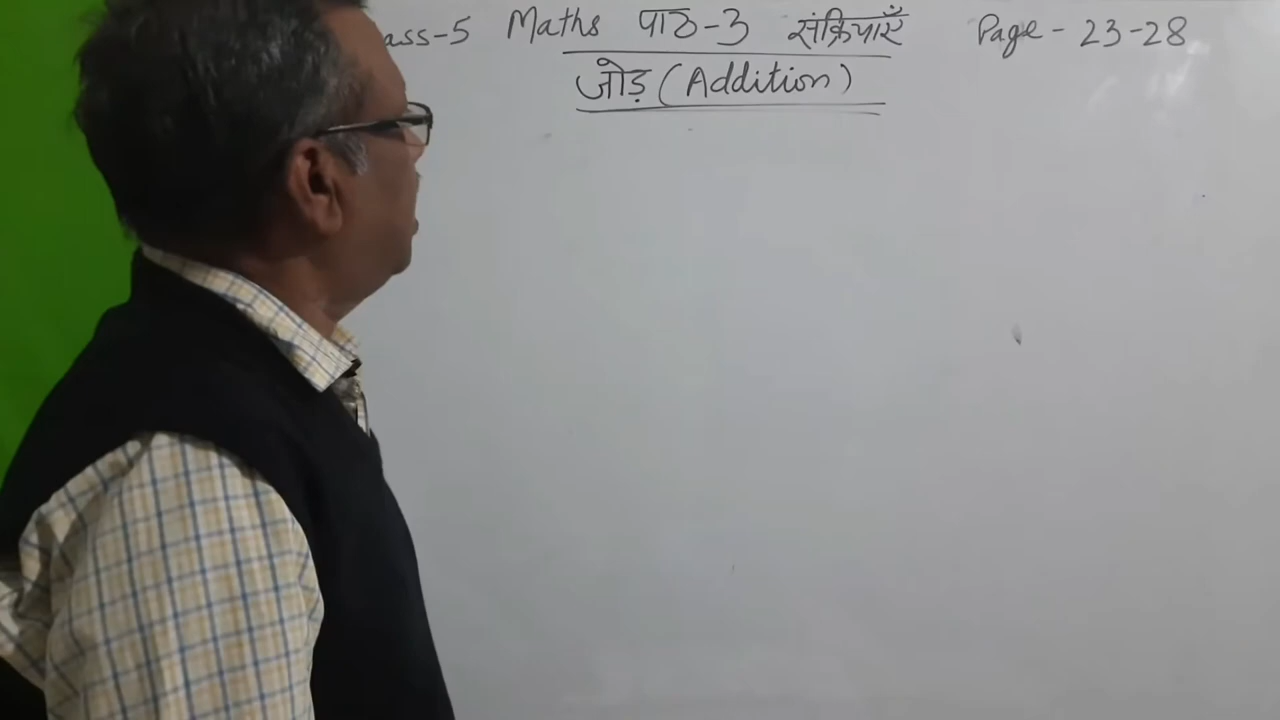 ass-5 Maths पाठ-3 संक्रियाएँ Page - 23-28
जोड़ (Addition)